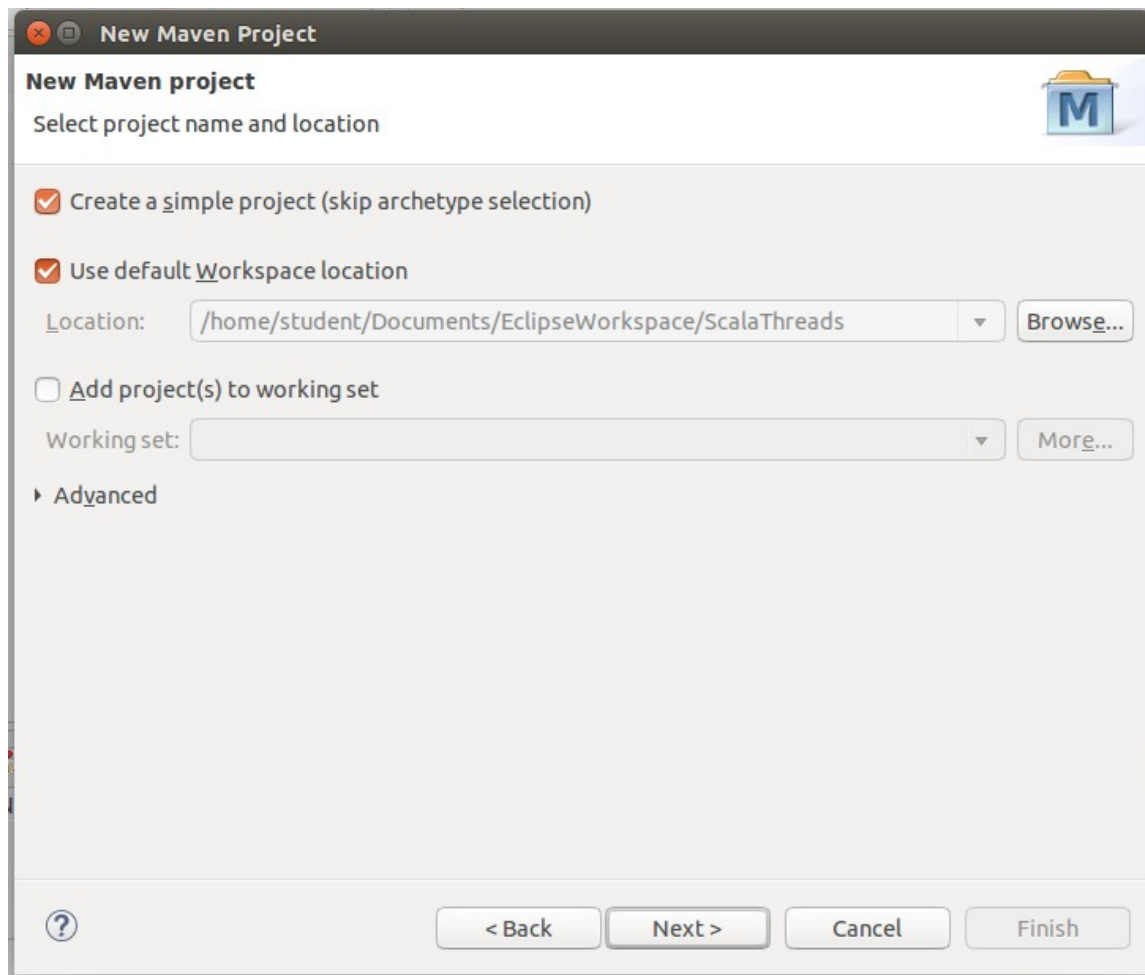 New Maven Project
New Maven project
Select project name and location
M
Create a simple project (skip archetype selection)
Use default Workspace location
Location: /home/student/Documents/EclipseWorkspace/ScalaThreads Browse...
Add project(s) to working set
Working set: More...
Advanced
? < Back Next > Cancel Finish